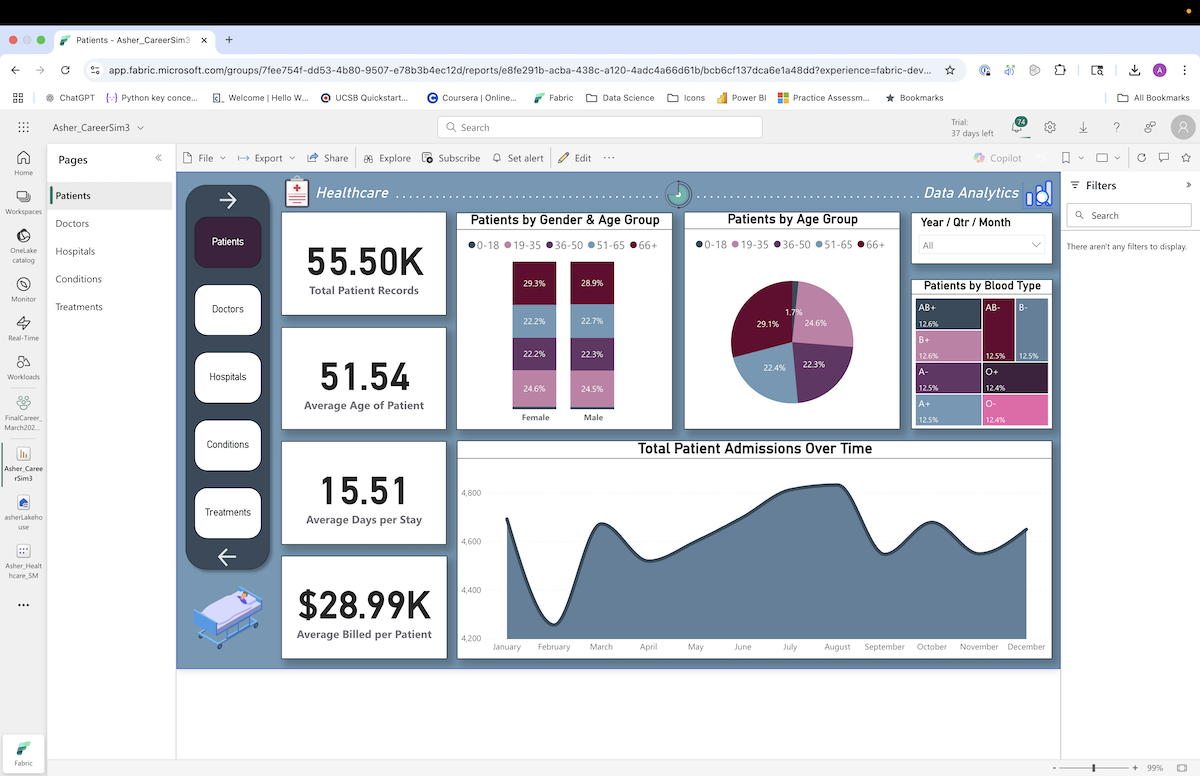 Patients - Asher_CareerSim3
app.fabric.microsoft.com/groups/7fee754f-dd53-4b80-9507-e78b3b4ec12d/reports/e8fe291b-acba-438c-a120-4adc4a66d61b/bcb6cf137dca6e1a48dd?experience=fabric-dev...
A
ChatGPT
Python key conce...
Welcome | Hello W...
UCSB Quickstart...
Coursera | Online...
Fabric
Data Science
Icons
Power BI
Practice Assessm...
Bookmarks
All Bookmarks
Asher_CareerSim3
Search
Trial:
37 days left
74
Home
Workspaces
OneLake
catalog
Monitor
Real-Time
Workloads
FinalCareer_
March202...
Asher_Caree
rSim3
asherLakeho
use
Asher_Healt
hcare_SM
Fabric
Pages
Patients
Doctors
Hospitals
Conditions
Treatments
File
Export
Share
Explore
Subscribe
Set alert
Edit
Copilot
Healthcare
Data Analytics
Patients
Doctors
Hospitals
Conditions
Treatments
55.50K
Total Patient Records
51.54
Average Age of Patient
15.51
Average Days per Stay
$28.99K
Average Billed per Patient
Patients by Gender & Age Group
0-18 19-35 36-50 51-65 66+
29.3% 28.9%
22.2% 22.7%
22.2% 22.3%
24.6% 24.5%
Female Male
Patients by Age Group
0-18 19-35 36-50 51-65 66+
1.7%
29.1% 24.6%
22.4% 22.3%
Year / Qtr / Month
All
Patients by Blood Type
AB+
12.6%
AB-
12.5%
B-
12.5%
B+
12.6%
A-
12.5%
O+
12.4%
A+
12.5%
O-
12.4%
Total Patient Admissions Over Time
4,800
4,600
4,400
4,200
January February March April May June July August September October November December
Filters
Search
There aren't any filters to display.
99%